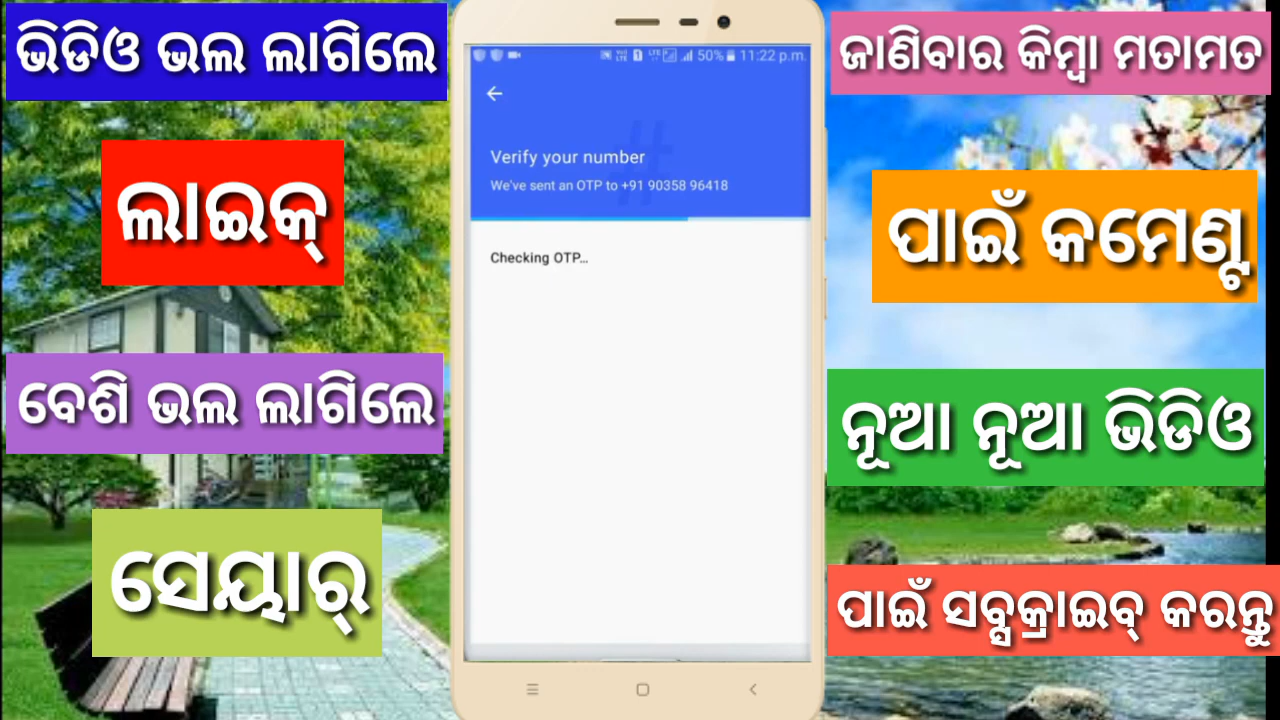 ଭିଡିଓ ଭଲ ଲାଗିଲେ
ଲାଇକ୍
ବେଶି ଭଲ ଲାଗିଲେ
ସେୟାର୍
50% 11:22 p.m.
Verify your number
We've sent an OTP to +91 90358 96418
Checking OTP...
ଜାଣିବାର କିମ୍ବା ମତାମତ
ପାଇଁ କମେଣ୍ଟ
ନୂଆ ନୂଆ ଭିଡିଓ
ପାଇଁ ସବ୍ସକ୍ରାଇବ୍ କରନ୍ତୁ